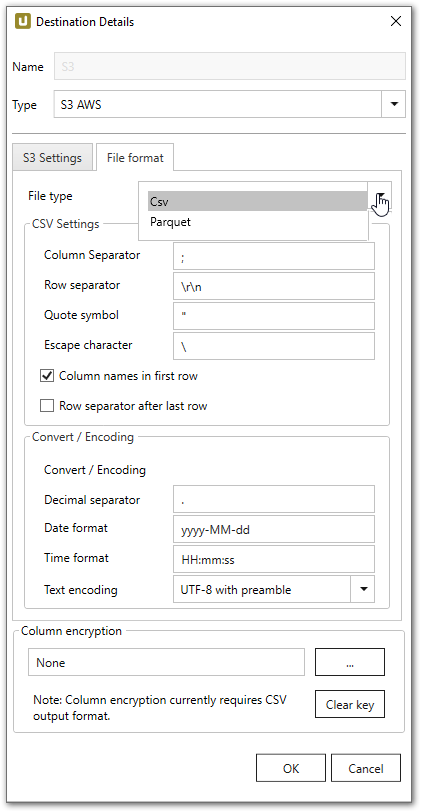 Destination Details
Name S3
Type S3 AWS
S3 Settings File format
File type
Csv
Parquet
CSV Settings
Column Separator ;
Row separator \r\n
Quote symbol "
Escape character \
Column names in first row
Row separator after last row
Convert / Encoding
Convert / Encoding
Decimal separator .
Date format yyyy-MM-dd
Time format HH:mm:ss
Text encoding UTF-8 with preamble
Column encryption
None ...
Note: Column encryption currently requires CSV
output format.
Clear key
OK Cancel